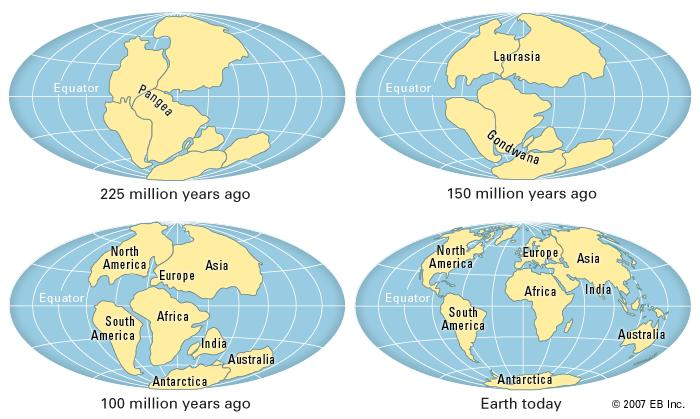 Equator
Pangea
225 million years ago
Laurasia
Equator
Gondwana
150 million years ago
North
America
Europe
Asia
Equator
South
America
Africa
India
Australia
Antarctica
100 million years ago
North
America
Europe
Asia
Equator
Africa
India
South
America
Australia
Antarctica
Earth today
© 2007 EB Inc.